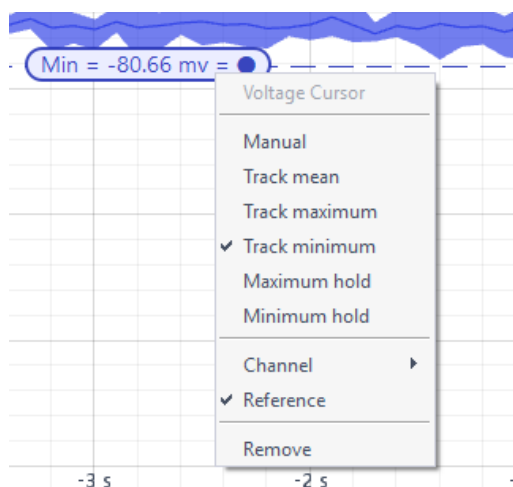 Min = -80.66 mv =
Voltage Cursor
Manual
Track mean
Track maximum
Track minimum
Maximum hold
Minimum hold
Channel
Reference
Remove
-3 s
-2 s